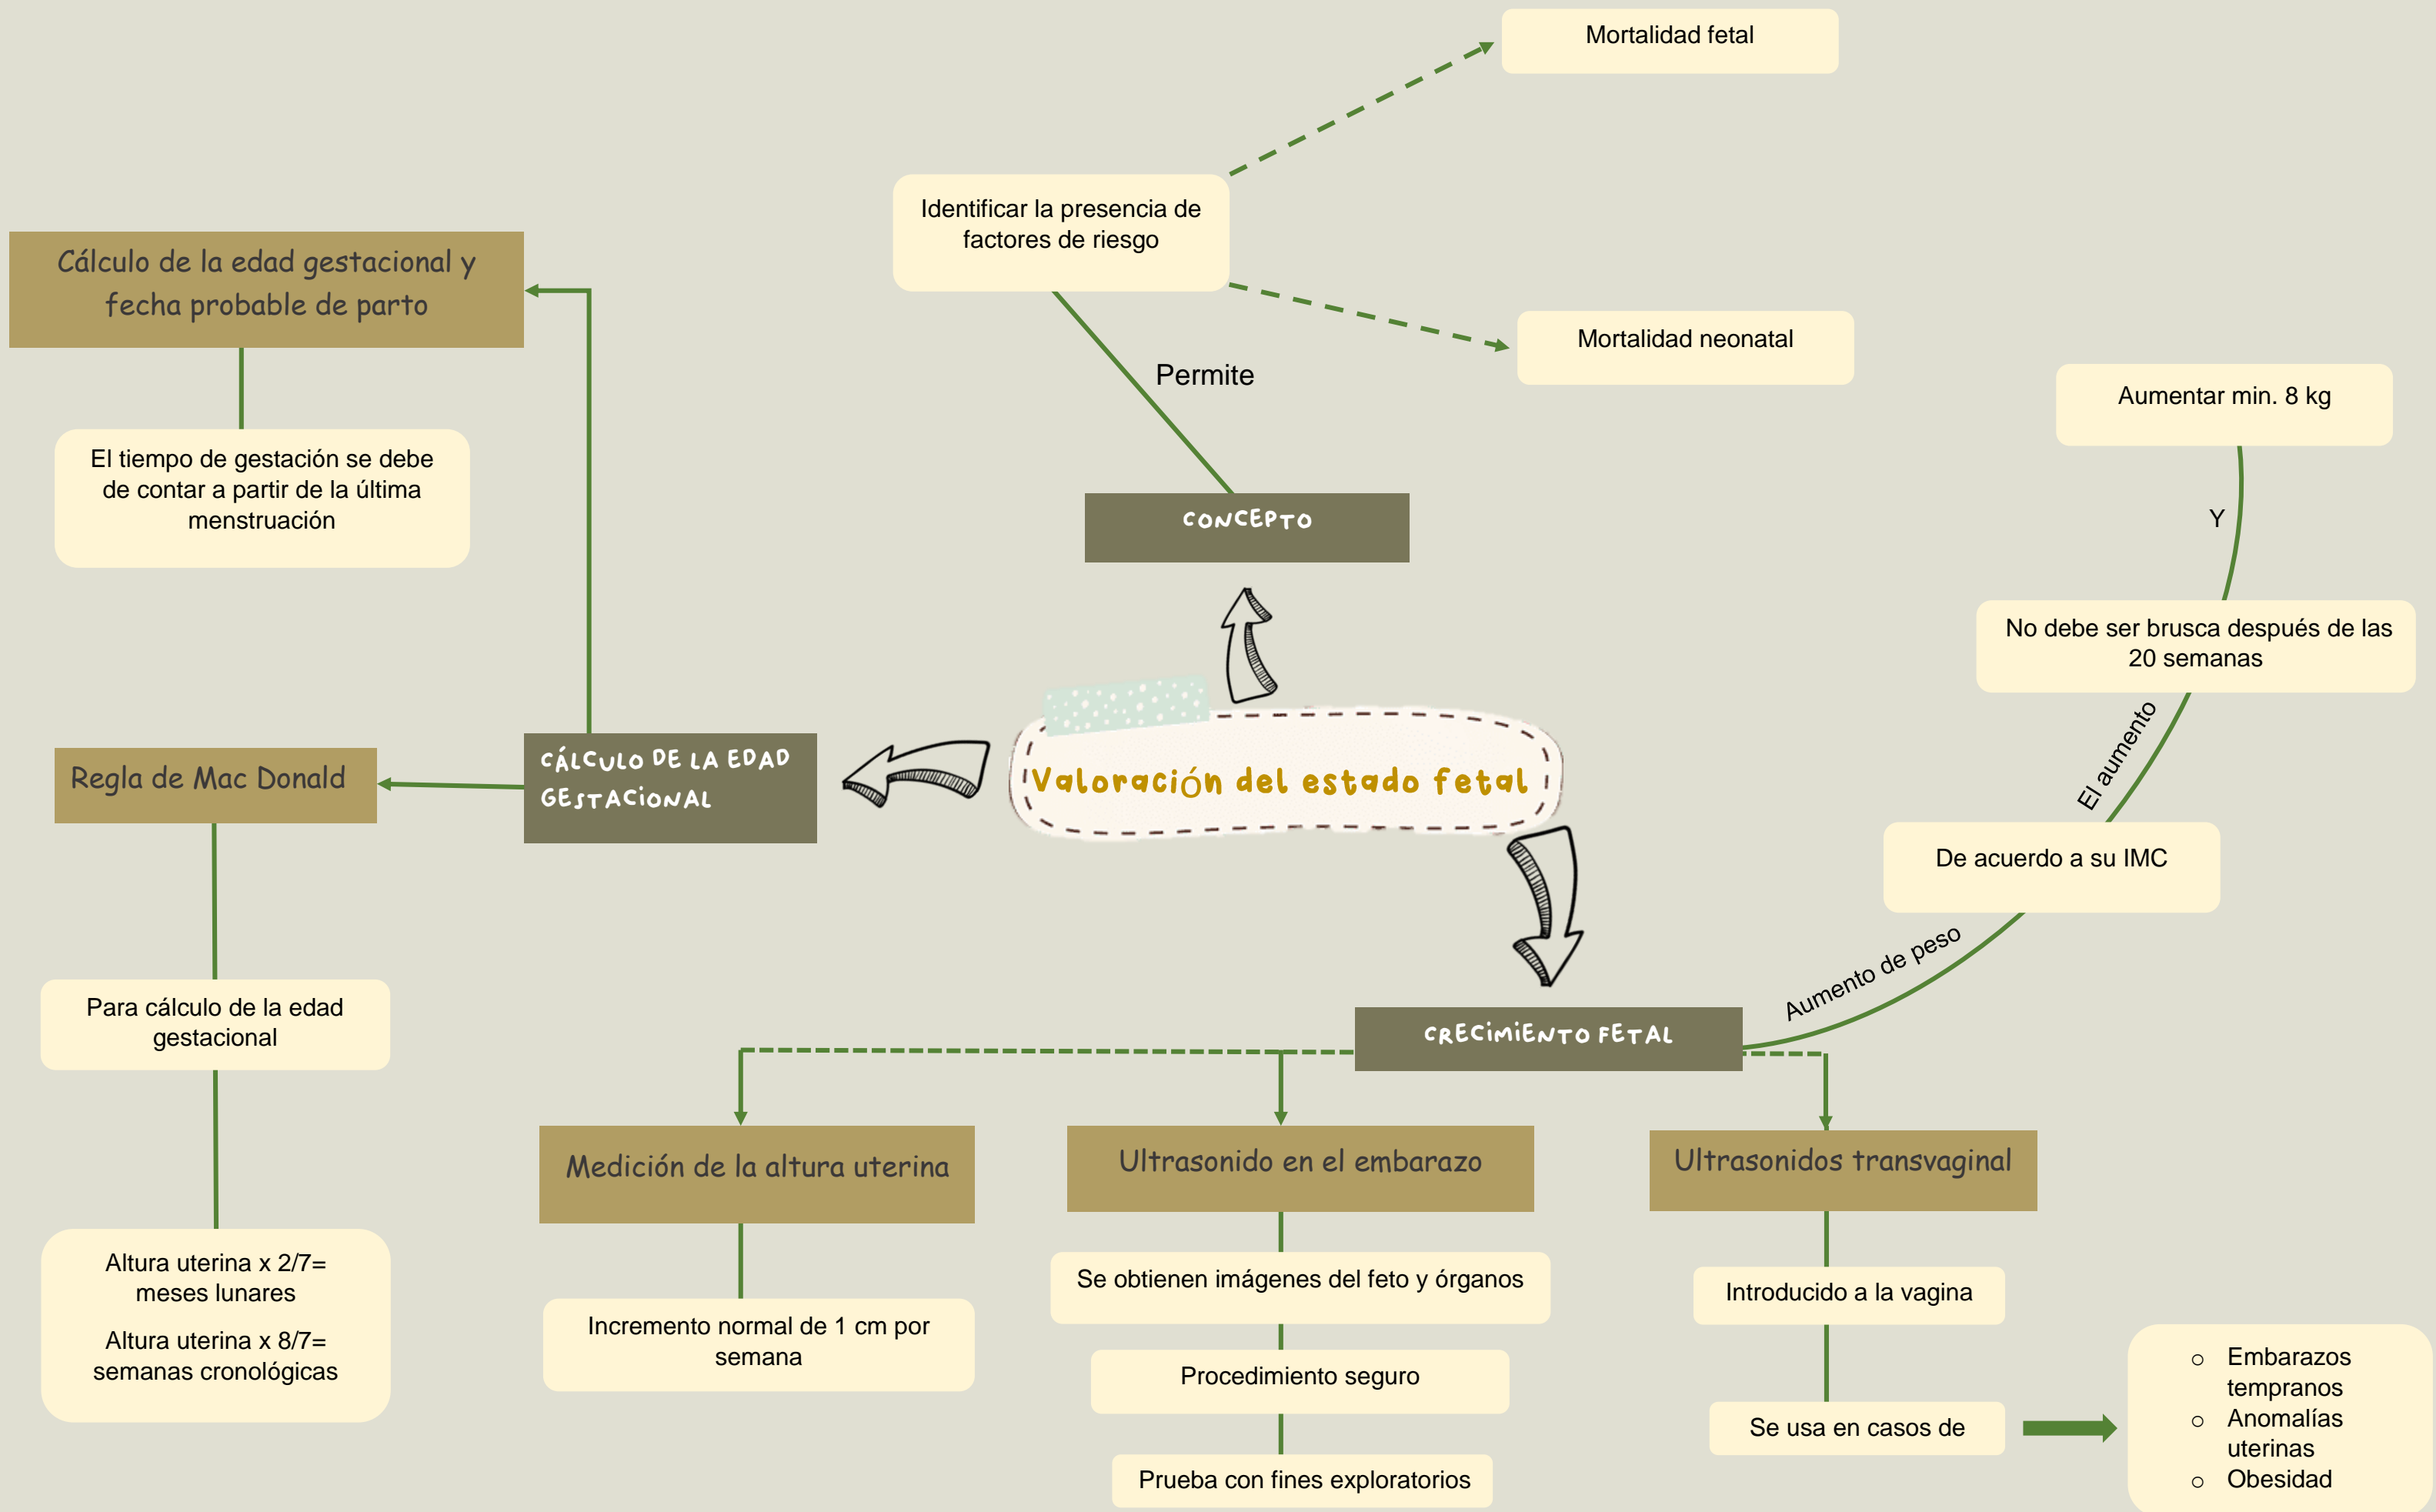 Mortalidad fetal
Identificar la presencia de
factores de riesgo
Mortalidad neonatal
Permite
CONCEPTO
Cálculo de la edad gestacional y
fecha probable de parto
El tiempo de gestación se debe
de contar a partir de la última
menstruación
CÁLCULO DE LA EDAD
GESTACIONAL
Regla de Mac Donald
Para cálculo de la edad
gestacional
Altura uterina x 2/7=
meses lunares
Altura uterina x 8/7=
semanas cronológicas
Valoración del estado fetal
Aumentar min. 8 kg
Y
No debe ser brusca después de las
20 semanas
El aumento
De acuerdo a su IMC
Aumento de peso
CRECIMIENTO FETAL
Medición de la altura uterina
Incremento normal de 1 cm por
semana
Ultrasonido en el embarazo
Se obtienen imágenes del feto y órganos
Procedimiento seguro
Prueba con fines exploratorios
Ultrasonidos transvaginal
Introducido a la vagina
Se usa en casos de
o Embarazos
tempranos
o Anomalías
uterinas
o Obesidad